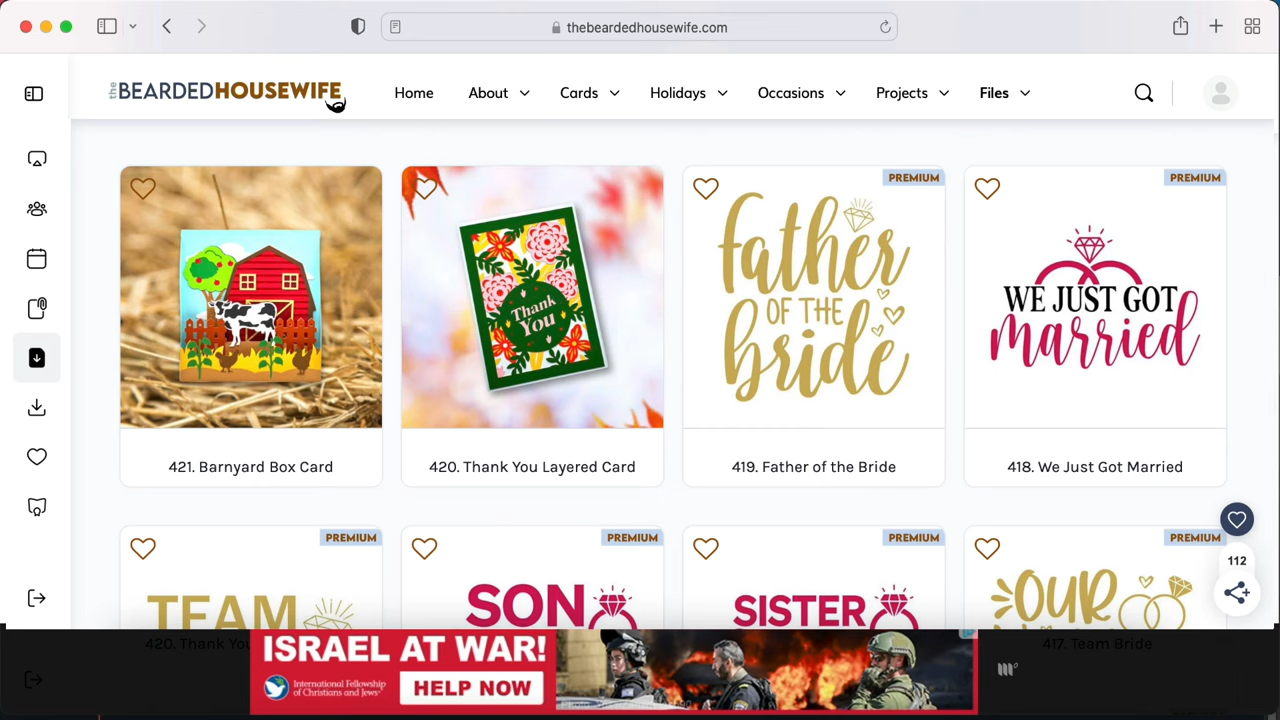 thebeardedhousewife.com
the BEARDEDHOUSEWIFE
Home About Cards Holidays Occasions Projects Files
PREMIUM
PREMIUM
Thank
You
father
OF THE
bride
WE JUST GOT
married
421. Barnyard Box Card
420. Thank You Layered Card
419. Father of the Bride
418. We Just Got Married
PREMIUM
PREMIUM
PREMIUM
PREMIUM
112
TEAM
SON
SISTER
OUR
420. Thank You
417. Team Bride
ISRAEL AT WAR!
International Fellowship
of Christians and Jews
HELP NOW